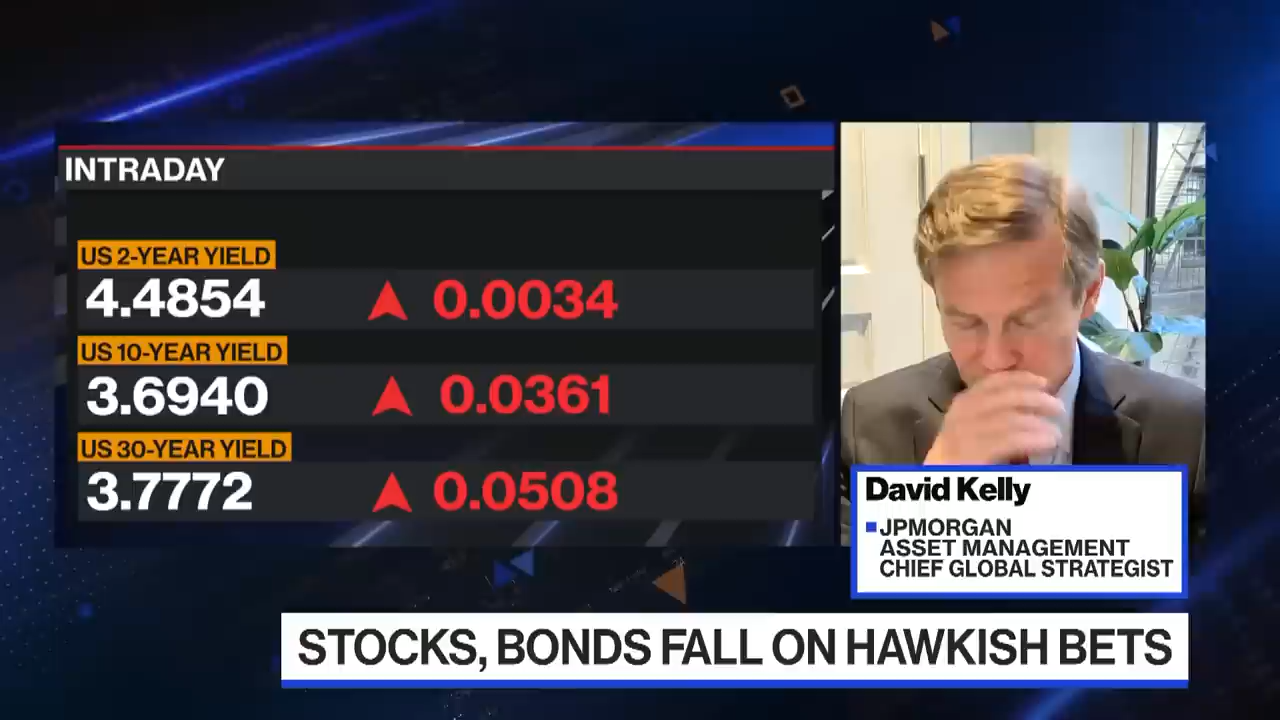 INTRADAY
US 2-YEAR YIELD
4.4854 ▲ 0.0034
US 10-YEAR YIELD
3.6940 ▲ 0.0361
US 30-YEAR YIELD
3.7772 ▲ 0.0508
David Kelly
JPMORGAN
ASSET MANAGEMENT
CHIEF GLOBAL STRATEGIST
STOCKS, BONDS FALL ON HAWKISH BETS